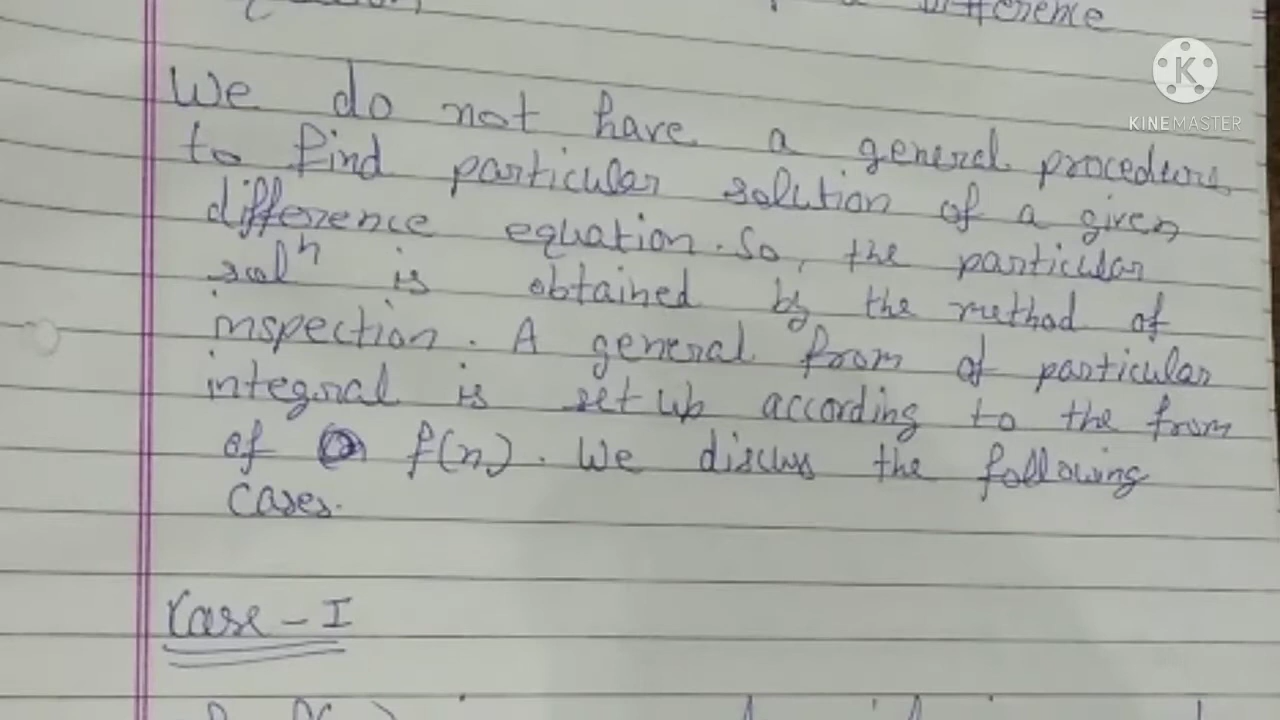 Difference
We do not have a general procedure
to find particular solution of a given
difference equation. So, the particular
solⁿ is obtained by the method of
inspection. A general from of particular
integral is set up according to the from
of f(n). We discuss the following
Cases.
Case - I
KINEMASTER